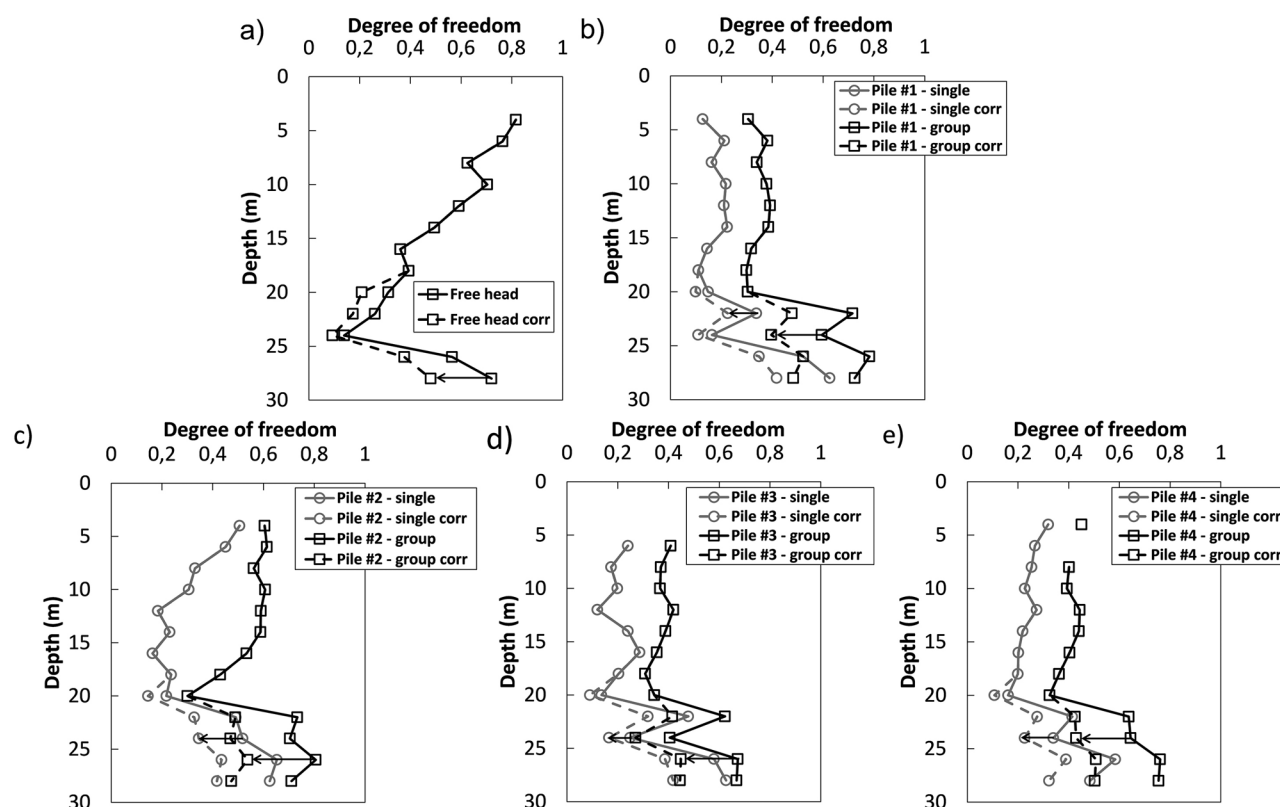 a)
Degree of freedom
0 0,2 0,4 0,6 0,8 1
0
5
10
15
20
25
30
Depth (m)
Free head
Free head corr
b)
Degree of freedom
0 0,2 0,4 0,6 0,8 1
0
5
10
15
20
25
30
Depth (m)
Pile #1 - single
Pile #1 - single corr
Pile #1 - group
Pile #1 - group corr
c)
Degree of freedom
0 0,2 0,4 0,6 0,8 1
0
5
10
15
20
25
30
Depth (m)
Pile #2 - single
Pile #2 - single corr
Pile #2 - group
Pile #2 - group corr
d)
Degree of freedom
0 0,2 0,4 0,6 0,8 1
0
5
10
15
20
25
30
Depth (m)
Pile #3 - single
Pile #3 - single corr
Pile #3 - group
Pile #3 - group corr
e)
Degree of freedom
0 0,2 0,4 0,6 0,8 1
0
5
10
15
20
25
30
Depth (m)
Pile #4 - single
Pile #4 - single corr
Pile #4 - group
Pile #4 - group corr